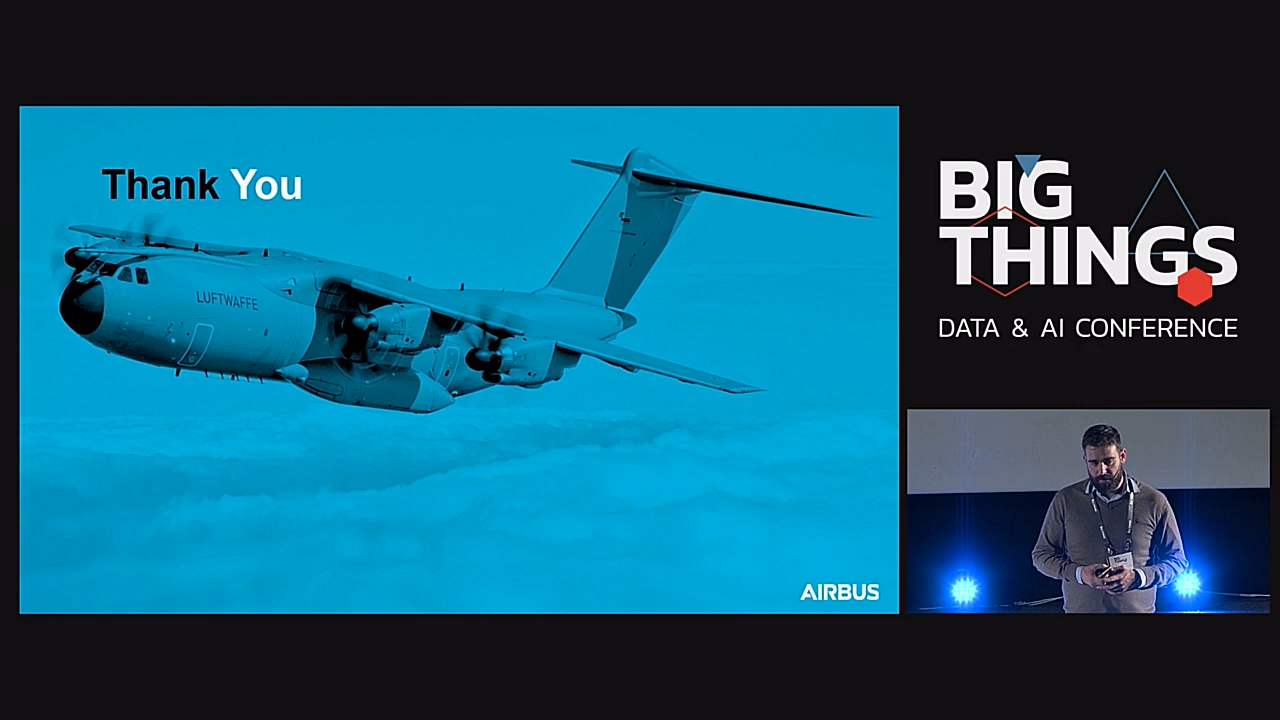 Thank You
LUFTWAFFE
AIRBUS
BIG
THINGS
DATA & AI CONFERENCE